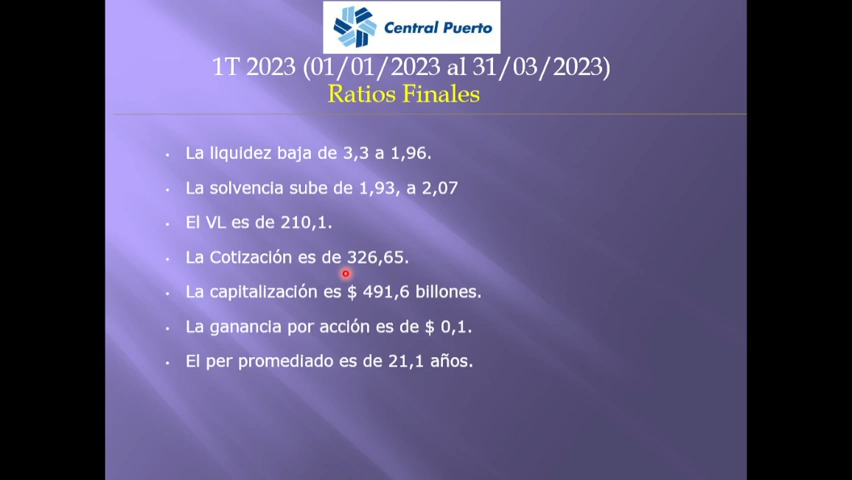 Central Puerto
1T 2023 (01/01/2023 al 31/03/2023)
Ratios Finales
La liquidez baja de 3,3 a 1,96.
La solvencia sube de 1,93, a 2,07
El VL es de 210,1.
La Cotización es de 326,65.
La capitalización es $ 491,6 billones.
La ganancia por acción es de $ 0,1.
El per promediado es de 21,1 años.